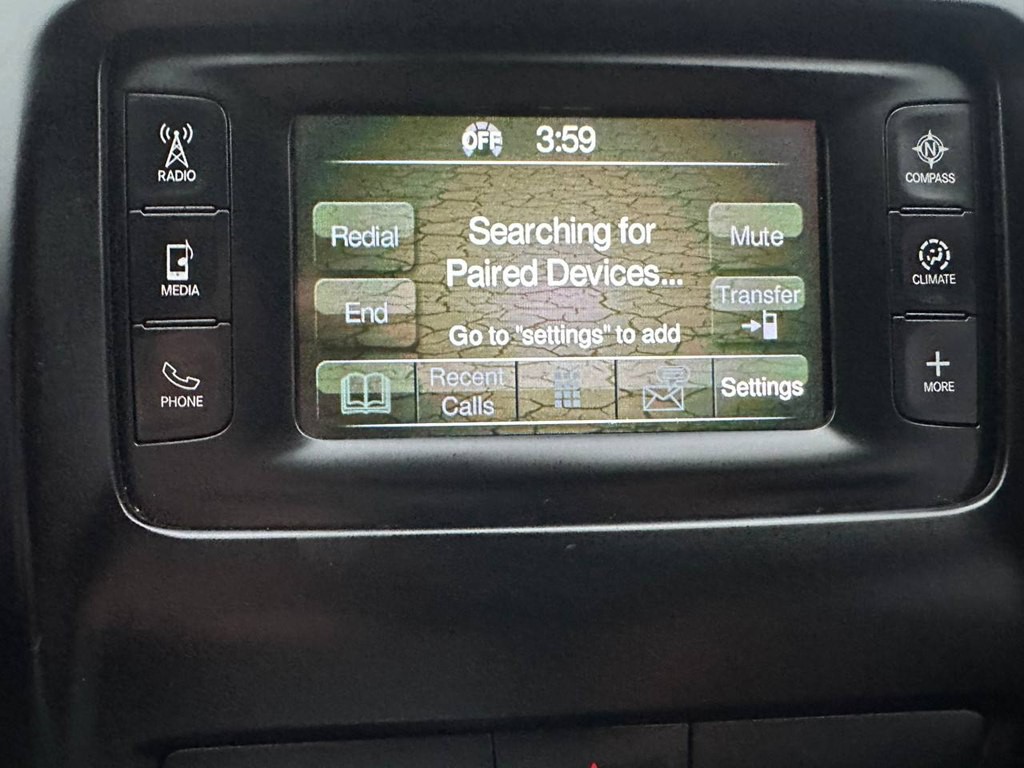 OFF 3:59
RADIO
MEDIA
PHONE
Redial
End
Searching for
Paired Devices...
Go to "settings" to add
Mute
Transfer
Recent
Calls
Settings
N
COMPASS
CLIMATE
+
MORE